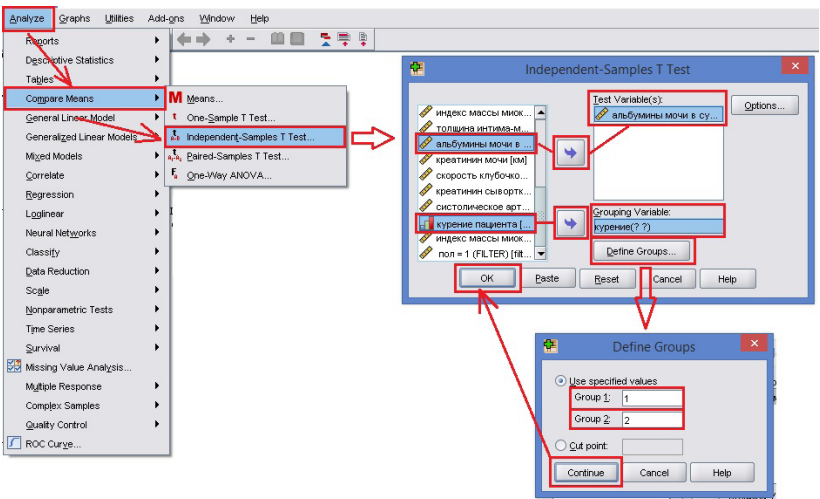 Analyze Graphs Utilities Add-ons Window Help
Reports
Descriptive Statistics
Tables
Compare Means
General Linear Model
Generalized Linear Models
Mixed Models
Correlate
Regression
Loglinear
Neural Networks
Classify
Data Reduction
Scale
Nonparametric Tests
Time Series
Survival
Missing Value Analysis...
Multiple Response
Complex Samples
Quality Control
ROC Curve...
M Means...
t One-Sample T Test...
Independent-Samples T Test...
Paired-Samples T Test...
One-Way ANOVA...
Independent-Samples T Test
индекс массы миок...
толщина интима-м...
альбумины мочи в ...
креатинин мочи [км]
скорость клубочко...
креатинин сывортк...
систолическое арт...
курение пациента [...
индекс массы миок...
пол = 1 (FILTER) [filt...
Test Variable(s):
альбумины мочи в су...
Options...
Grouping Variable:
курение(? ?)
Define Groups...
OK Paste Reset Cancel Help
Define Groups
Use specified values
Group 1: 1
Group 2: 2
Cut point:
Continue Cancel Help